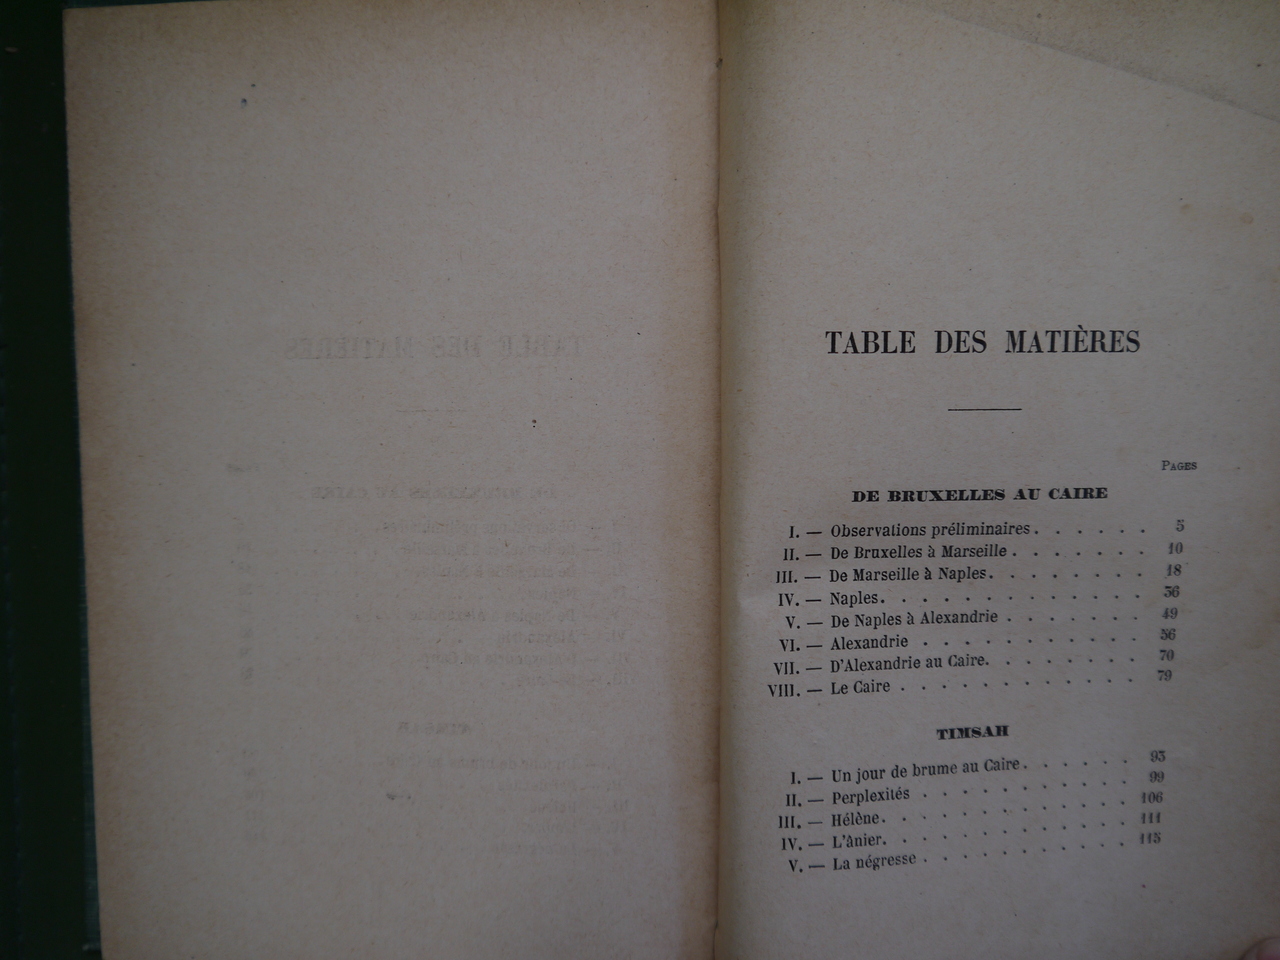 TABLE DES MATIÈRES
PAGES
DE BRUXELLES AU CAIRE
I. — Observations préliminaires . . . . . . 5
II. — De Bruxelles à Marseille . . . . . . . 10
III. — De Marseille à Naples. . . . . . . . 18
IV. — Naples. . . . . . . . . . . . 36
V. — De Naples à Alexandrie . . . . . . . 49
VI. — Alexandrie . . . . . . . . . . . 56
VII. — D'Alexandrie au Caire. . . . . . . . 70
VIII. — Le Caire . . . . . . . . . . . 79
TIMSAH
I. — Un jour de brume au Caire. . . . . . 93
II. — Perplexités . . . . . . . . . . 99
III. — Hélène. . . . . . . . . . . 106
IV. — L'ânier. . . . . . . . . . . 111
V. — La négresse . . . . . . . . . 115